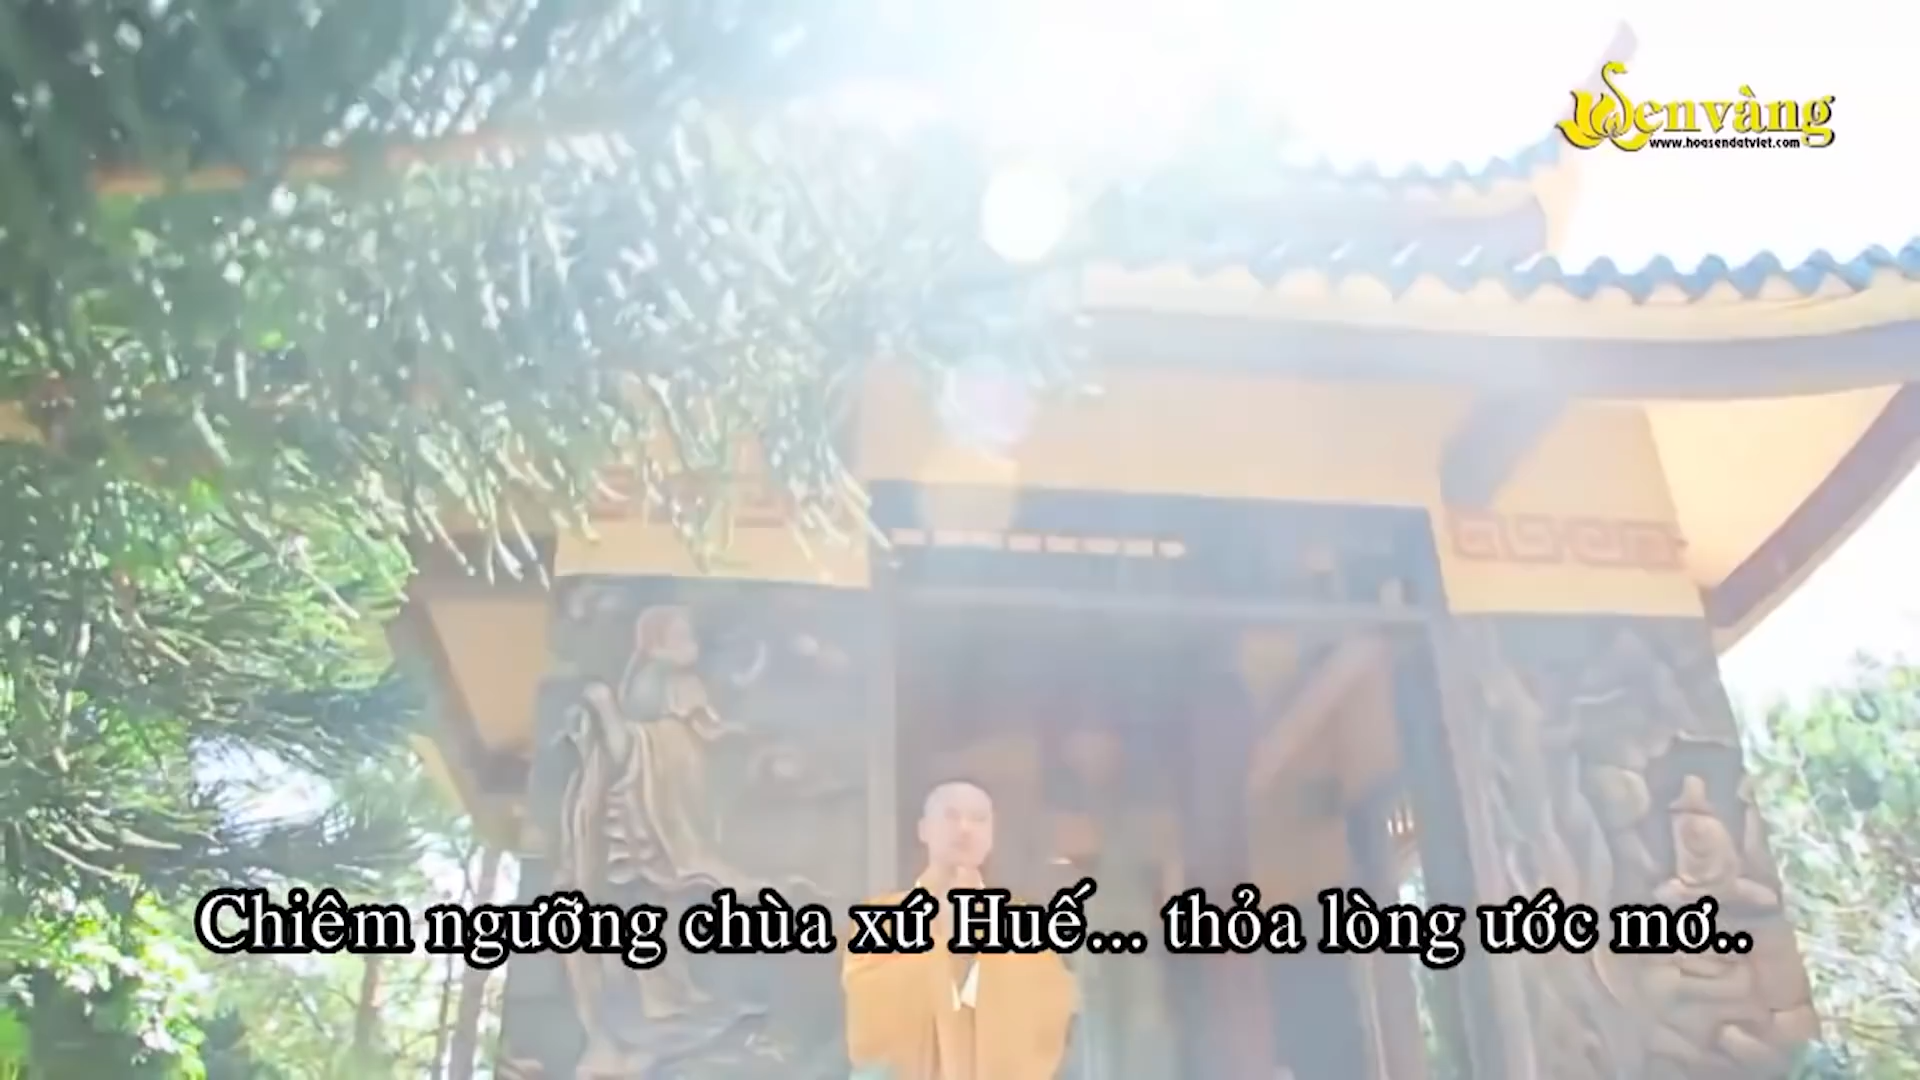 Senvàng
www.hoasendatviet.com
Chiêm ngưỡng chùa xứ Huế... thỏa lòng ước mơ..